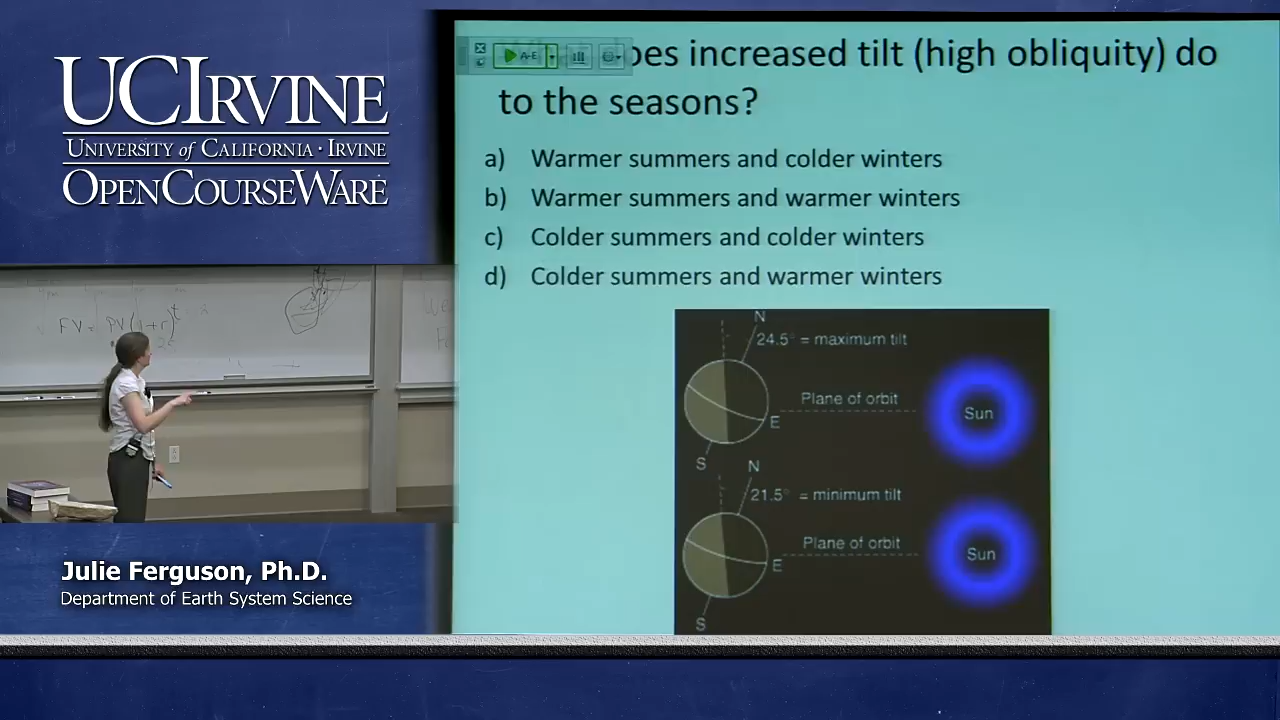 UCIRVINE
UNIVERSITY of CALIFORNIA · IRVINE
OPENCOURSEWARE
FV = PV(1+r)^t
Julie Ferguson, Ph.D.
Department of Earth System Science
A-E
oes increased tilt (high obliquity) do
to the seasons?
a) Warmer summers and colder winters
b) Warmer summers and warmer winters
c) Colder summers and colder winters
d) Colder summers and warmer winters
N
24.5° = maximum tilt
Plane of orbit
Sun
E
S
N
21.5° = minimum tilt
Plane of orbit
Sun
E
S